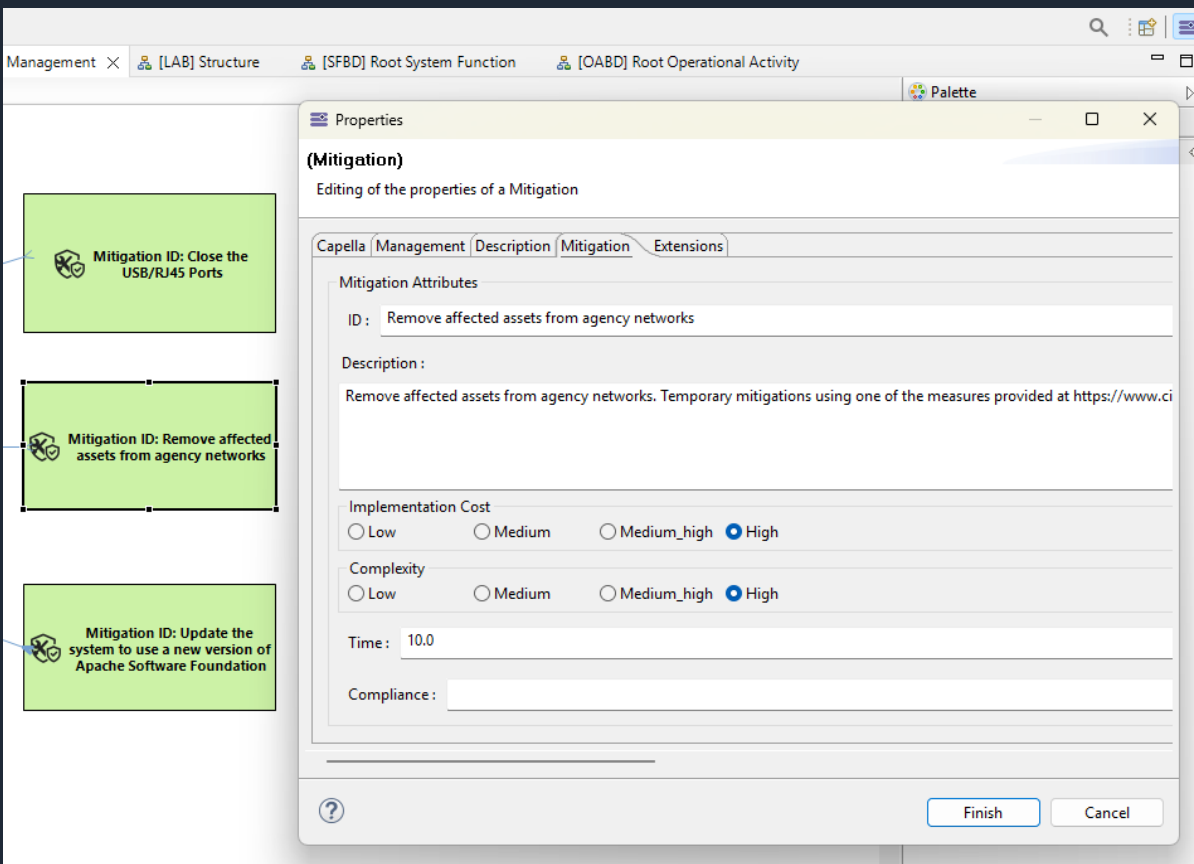 Management
[LAB] Structure
[SFBD] Root System Function
[OABD] Root Operational Activity
Palette
Properties
(Mitigation)
Editing of the properties of a Mitigation
Capella Management Description Mitigation Extensions
Mitigation Attributes
ID : Remove affected assets from agency networks
Description :
Remove affected assets from agency networks. Temporary mitigations using one of the measures provided at https://www.ci
Implementation Cost
Low Medium Medium_high High
Complexity
Low Medium Medium_high High
Time : 10.0
Compliance :
Finish Cancel
Mitigation ID: Close the
USB/RJ45 Ports
Mitigation ID: Remove affected
assets from agency networks
Mitigation ID: Update the
system to use a new version of
Apache Software Foundation